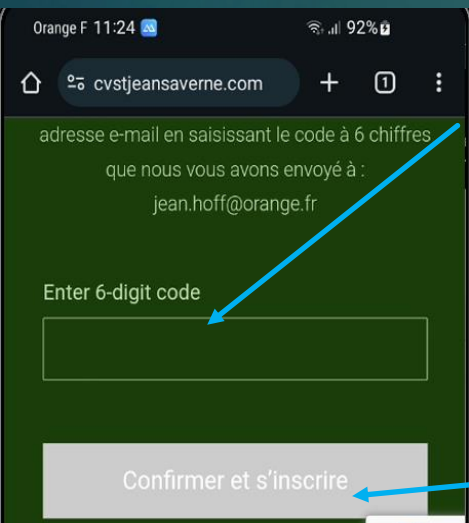 Orange F 11:24 92%
cvstjeansaverne.com 1
adresse e-mail en saisissant le code à 6 chiffres
que nous vous avons envoyé à :
jean.hoff@orange.fr
Enter 6-digit code
Confirmer et s'inscrire